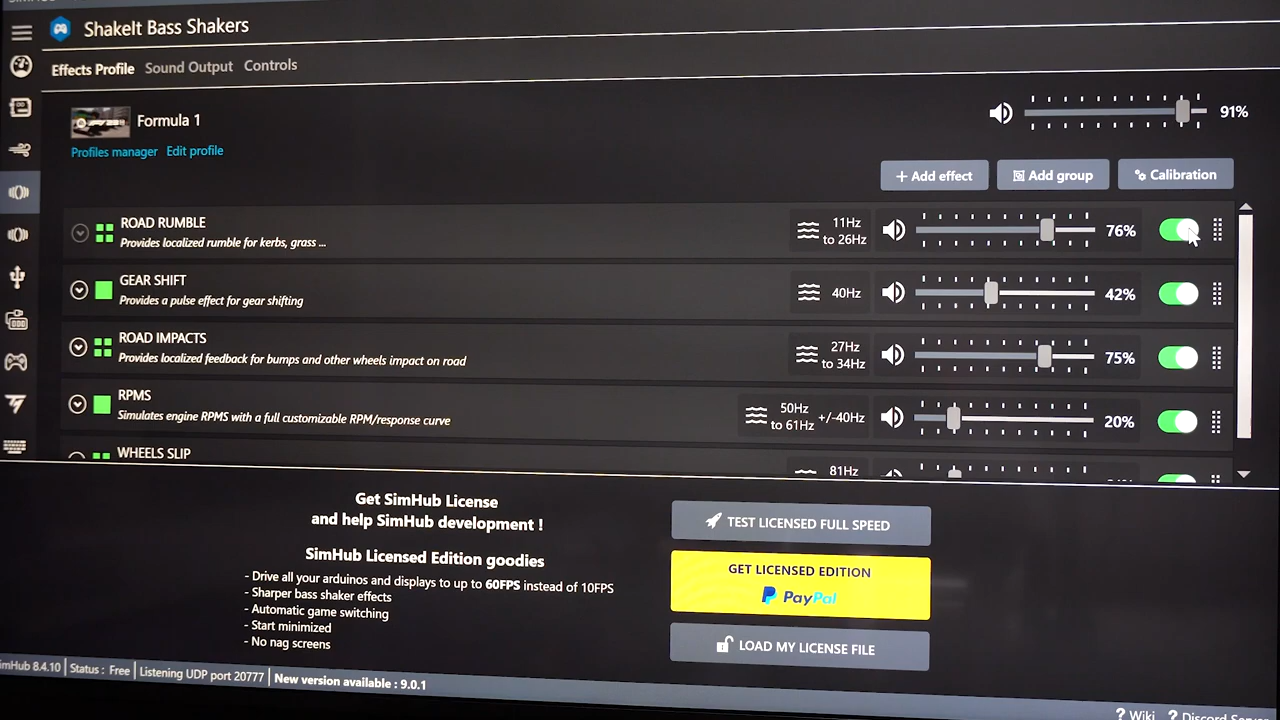 ShakeIt Bass Shakers
Effects Profile Sound Output Controls
Formula 1
91%
Profiles manager Edit profile
+ Add effect Add group Calibration
ROAD RUMBLE
Provides localized rumble for kerbs, grass ...
11Hz
to 26Hz
76%
GEAR SHIFT
Provides a pulse effect for gear shifting
40Hz
42%
ROAD IMPACTS
Provides localized feedback for bumps and other wheels impact on road
27Hz
to 34Hz
75%
RPMS
Simulates engine RPMS with a full customizable RPM/response curve
50Hz
to 61Hz
+/-40Hz
20%
WHEELS SLIP
81Hz
Get SimHub License
and help SimHub development !
SimHub Licensed Edition goodies
- Drive all your arduinos and displays to up to 60FPS instead of 10FPS
- Sharper bass shaker effects
- Automatic game switching
- Start minimized
- No nag screens
TEST LICENSED FULL SPEED
GET LICENSED EDITION
PayPal
LOAD MY LICENSE FILE
imHub 8.4.10 Status : Free Listening UDP port 20777 New version available : 9.0.1
? Wiki ? Discord Serve